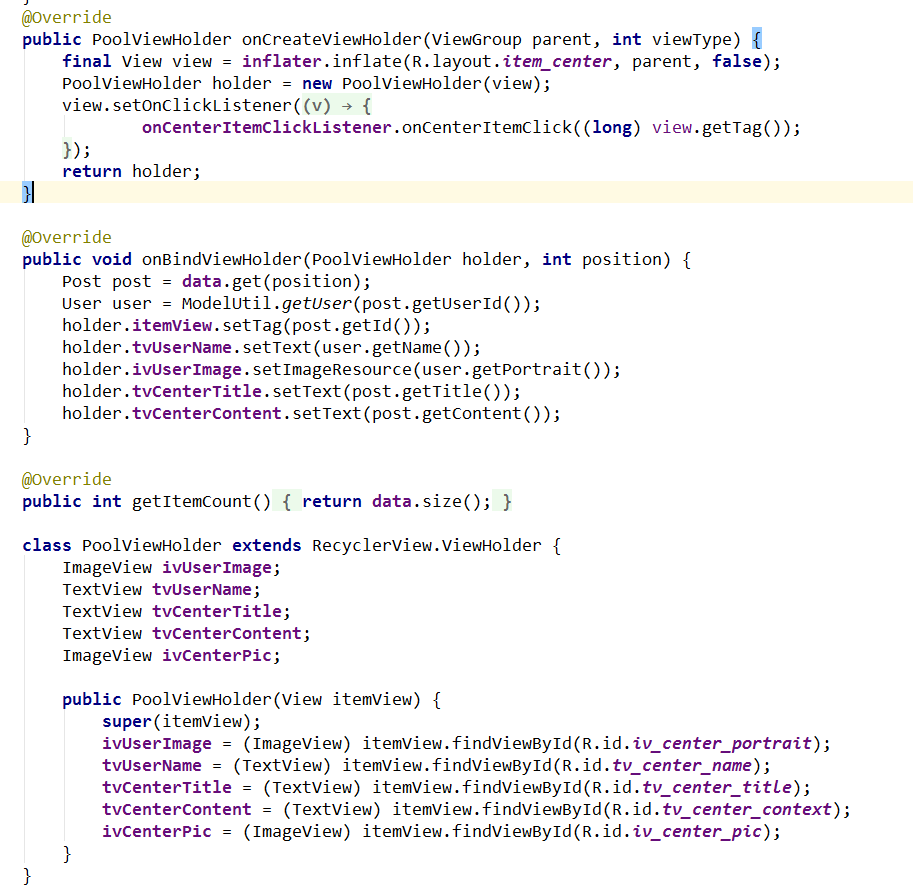 @Override
public PoolViewHolder onCreateViewHolder(ViewGroup parent, int viewType) {
    final View view = inflater.inflate(R.layout.item_center, parent, false);
    PoolViewHolder holder = new PoolViewHolder(view);
    view.setOnClickListener((v) → {
            onCenterItemClickListener.onCenterItemClick((long) view.getTag());
    });
    return holder;
}
@Override
public void onBindViewHolder(PoolViewHolder holder, int position) {
    Post post = data.get(position);
    User user = ModelUtil.getUser(post.getUserId());
    holder.itemView.setTag(post.getId());
    holder.tvUserName.setText(user.getName());
    holder.ivUserImage.setImageResource(user.getPortrait());
    holder.tvCenterTitle.setText(post.getTitle());
    holder.tvCenterContent.setText(post.getContent());
}
@Override
public int getItemCount() { return data.size(); }
class PoolViewHolder extends RecyclerView.ViewHolder {
    ImageView ivUserImage;
    TextView tvUserName;
    TextView tvCenterTitle;
    TextView tvCenterContent;
    ImageView ivCenterPic;
    public PoolViewHolder(View itemView) {
        super(itemView);
        ivUserImage = (ImageView) itemView.findViewById(R.id.iv_center_portrait);
        tvUserName = (TextView) itemView.findViewById(R.id.tv_center_name);
        tvCenterTitle = (TextView) itemView.findViewById(R.id.tv_center_title);
        tvCenterContent = (TextView) itemView.findViewById(R.id.tv_center_context);
        ivCenterPic = (ImageView) itemView.findViewById(R.id.iv_center_pic);
    }
}